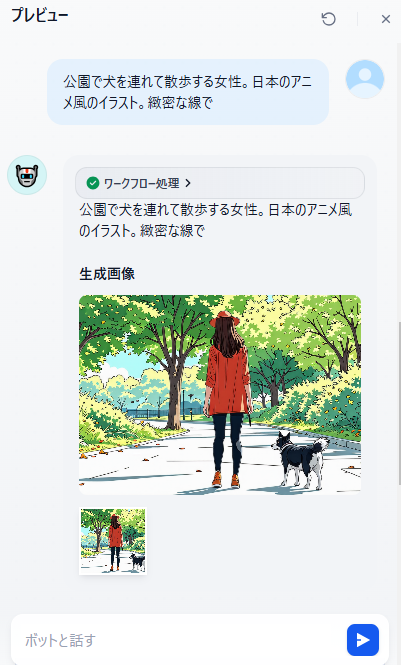 プレビュー
公園で犬を連れて散歩する女性。日本のアニ
メ風のイラスト。緻密な線で
ワークフロー処理
公園で犬を連れて散歩する女性。日本のアニメ風
のイラスト。緻密な線で
生成画像
ボットと話す